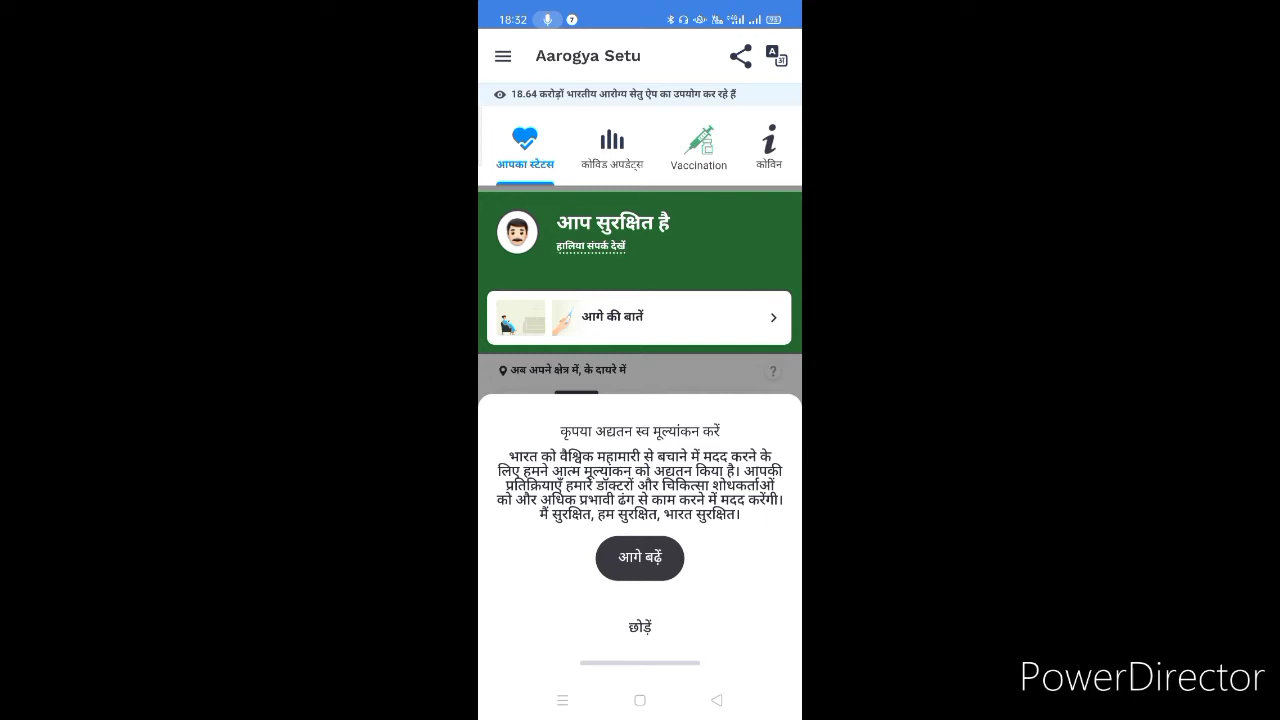 18:32 7
Aarogya Setu
18.64 करोड़ों भारतीय आरोग्य सेतु ऐप का उपयोग कर रहे हैं
आपका स्टेटस कोविड अपडेट्स Vaccination कोविन
आप सुरक्षित है
हालिया संपर्क देखें
आगे की बातें
अब अपने क्षेत्र में, के दायरे में ?
कृपया अद्यतन स्व मूल्यांकन करें
भारत को वैश्विक महामारी से बचाने में मदद करने के
लिए हमने आत्म मूल्यांकन को अद्यतन किया है। आपकी
प्रतिक्रियाएँ हमारे डॉक्टरों और चिकित्सा शोधकर्ताओं
को और अधिक प्रभावी ढंग से काम करने में मदद करेंगी।
मैं सुरक्षित, हम सुरक्षित, भारत सुरक्षित।
आगे बढ़ें
छोड़ें
PowerDirector